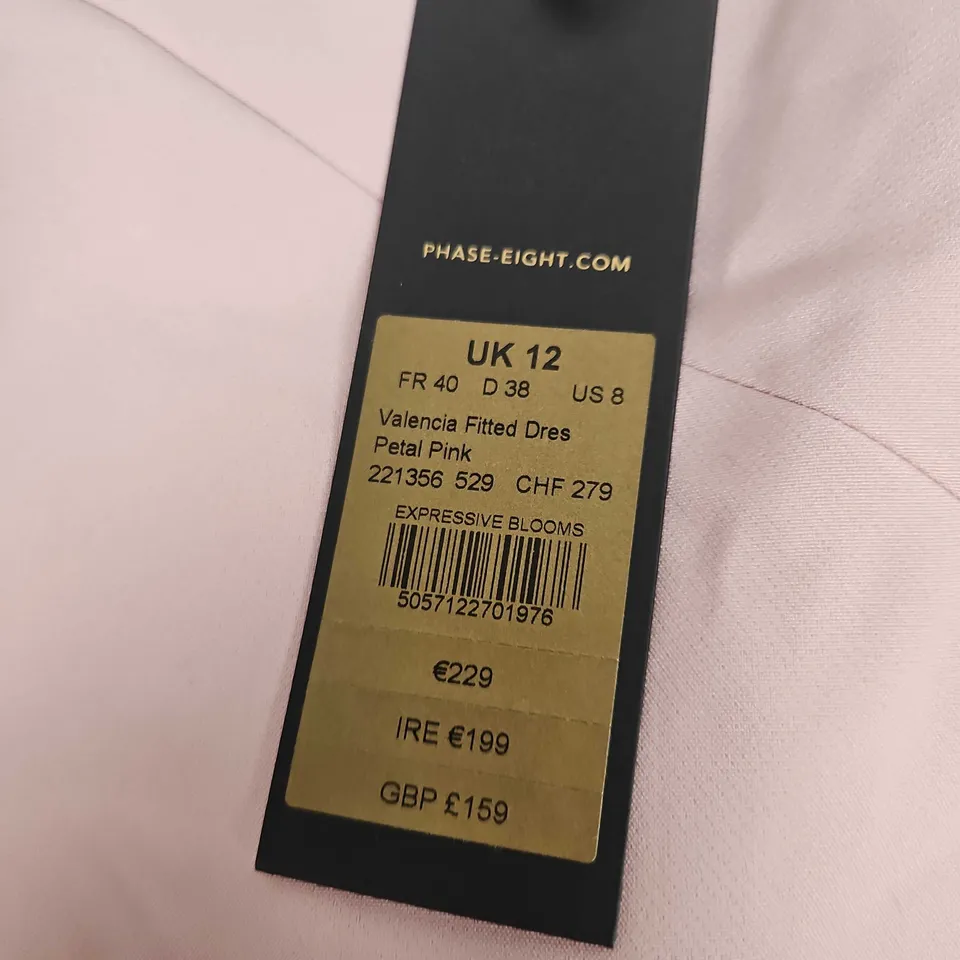 PHASE-EIGHT.COM
UK 12
FR 40 D 38 US 8
Valencia Fitted Dres
Petal Pink
221356 529 CHF 279
EXPRESSIVE BLOOMS
5057122701976
€229
IRE €199
GBP £159